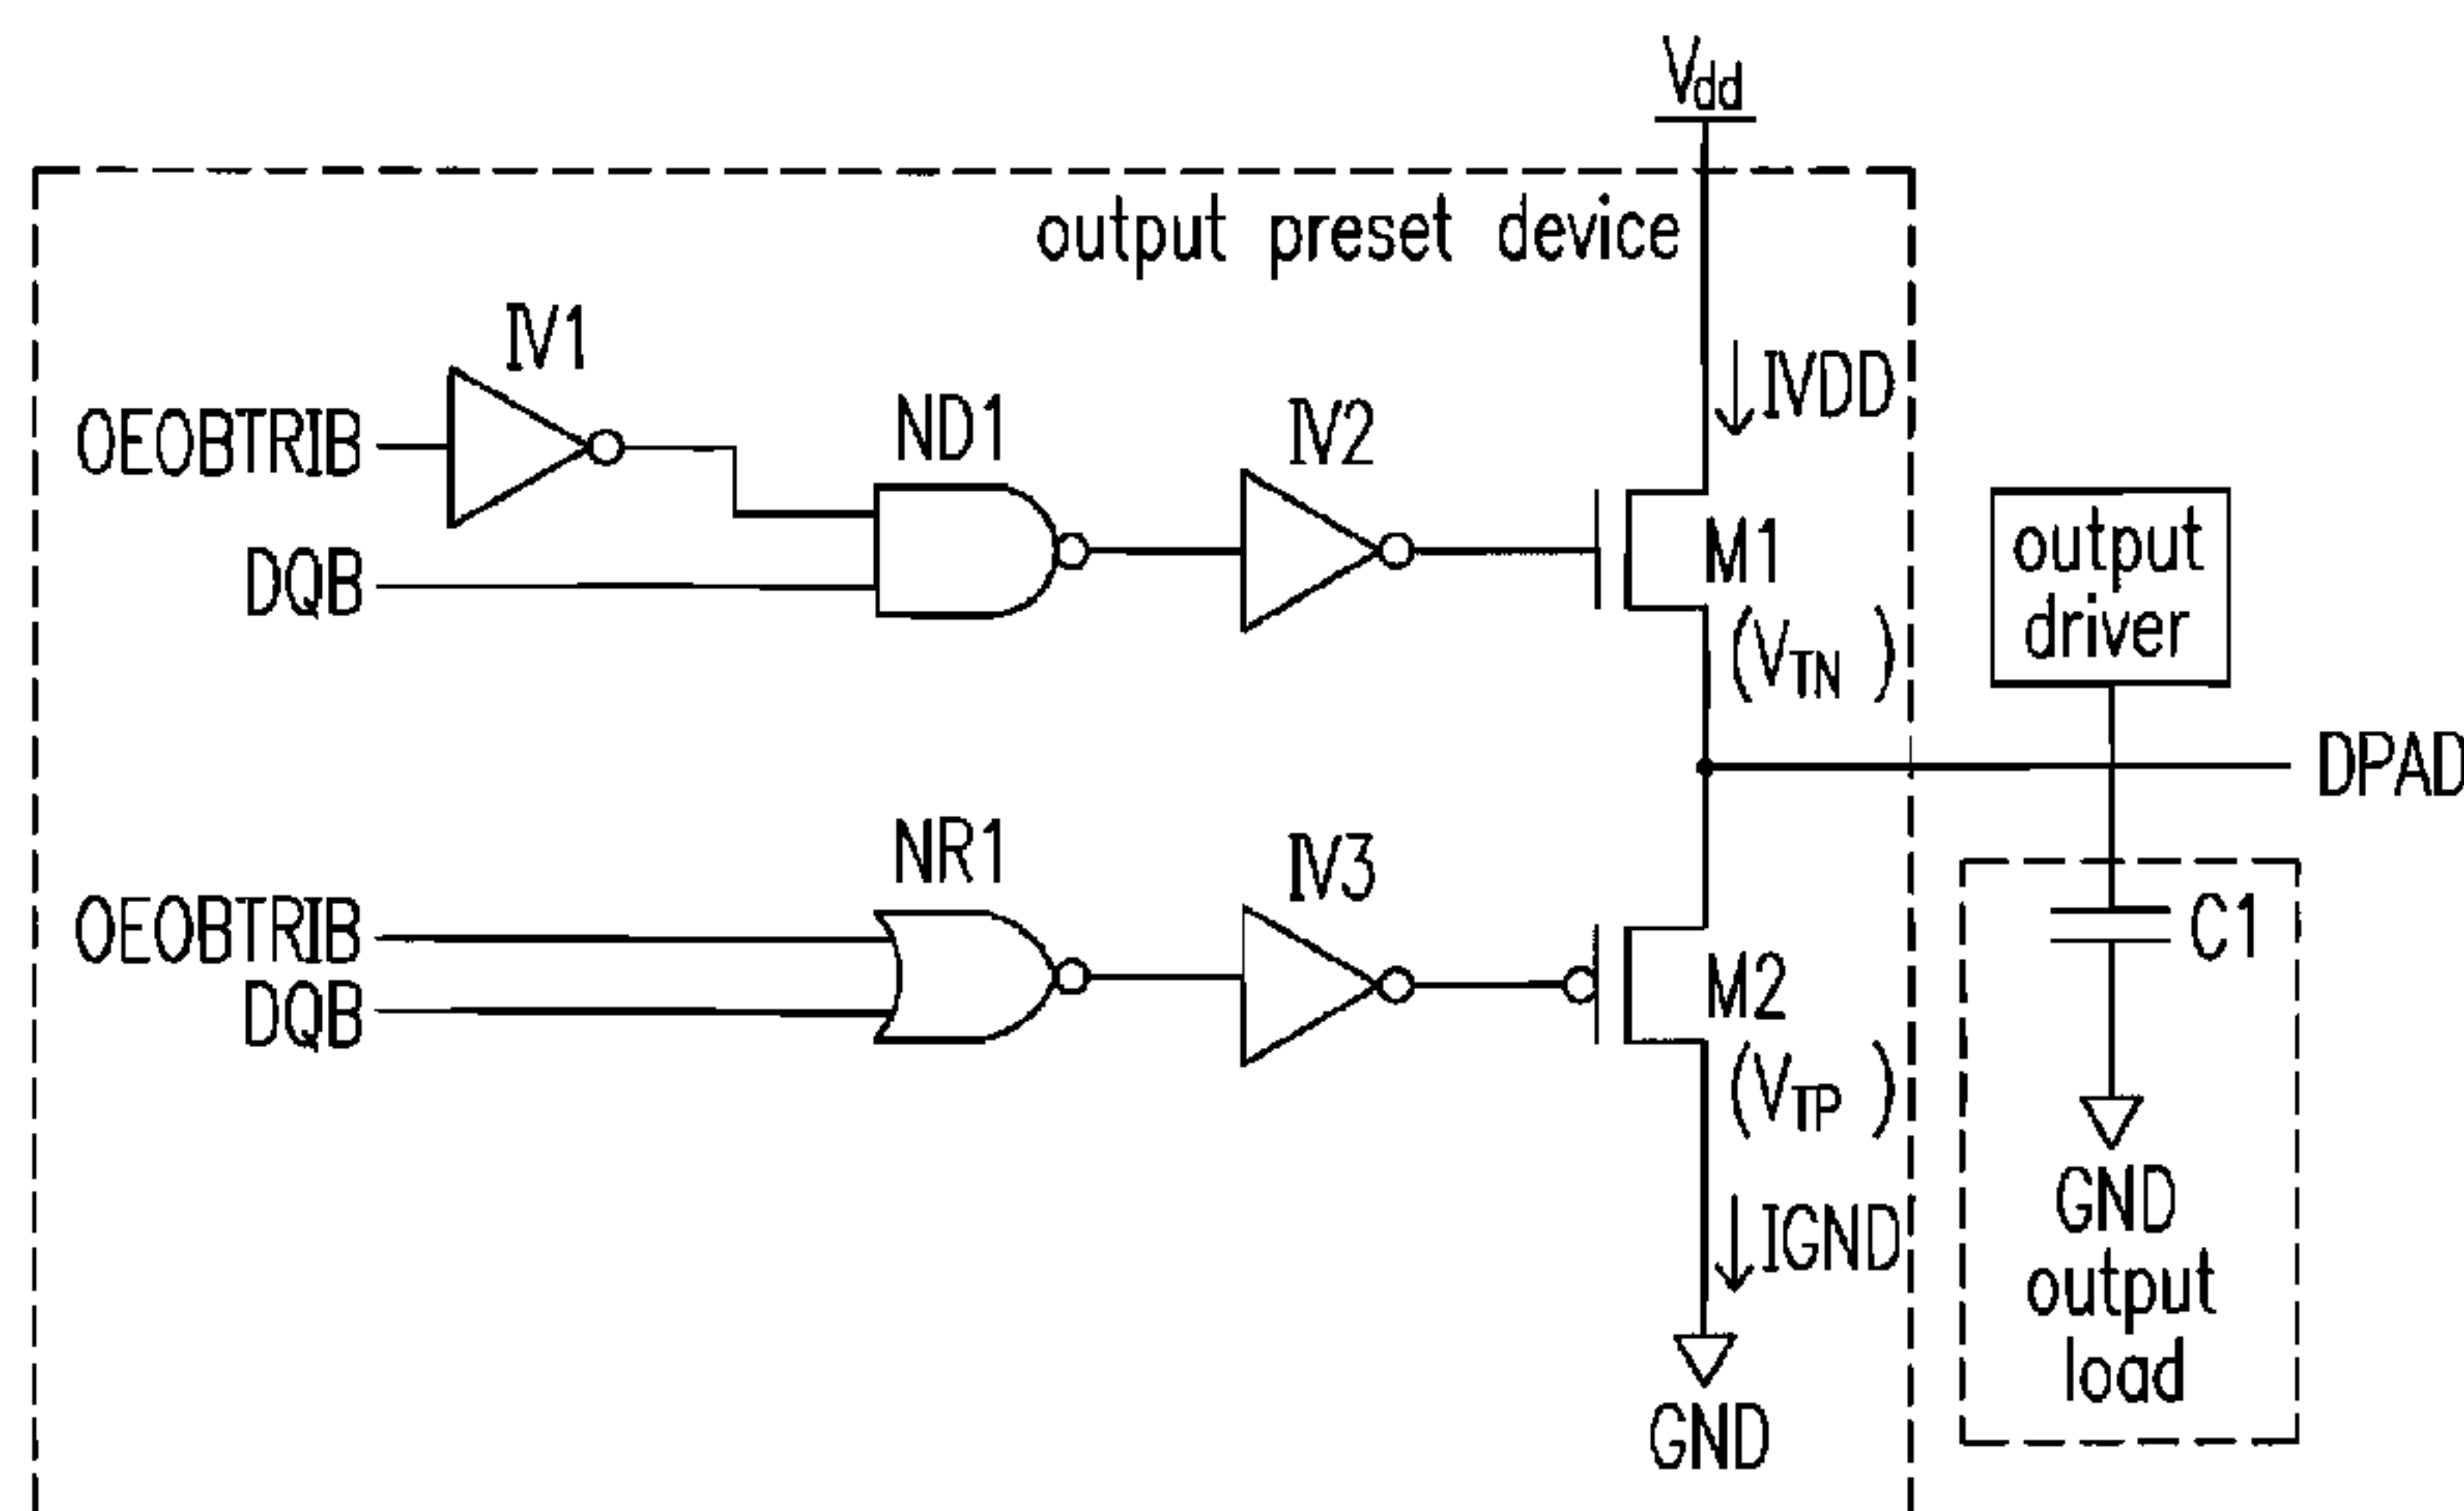 Vdd
output preset device
IV1
IVDD
OEOBTRIB
ND1
IV2
DQB
M1
(VTN)
output
driver
DPAD
NR1
IV3
OEOBTRIB
C1
DQB
M2
(VTP)
GND
IGND
output
load
GND